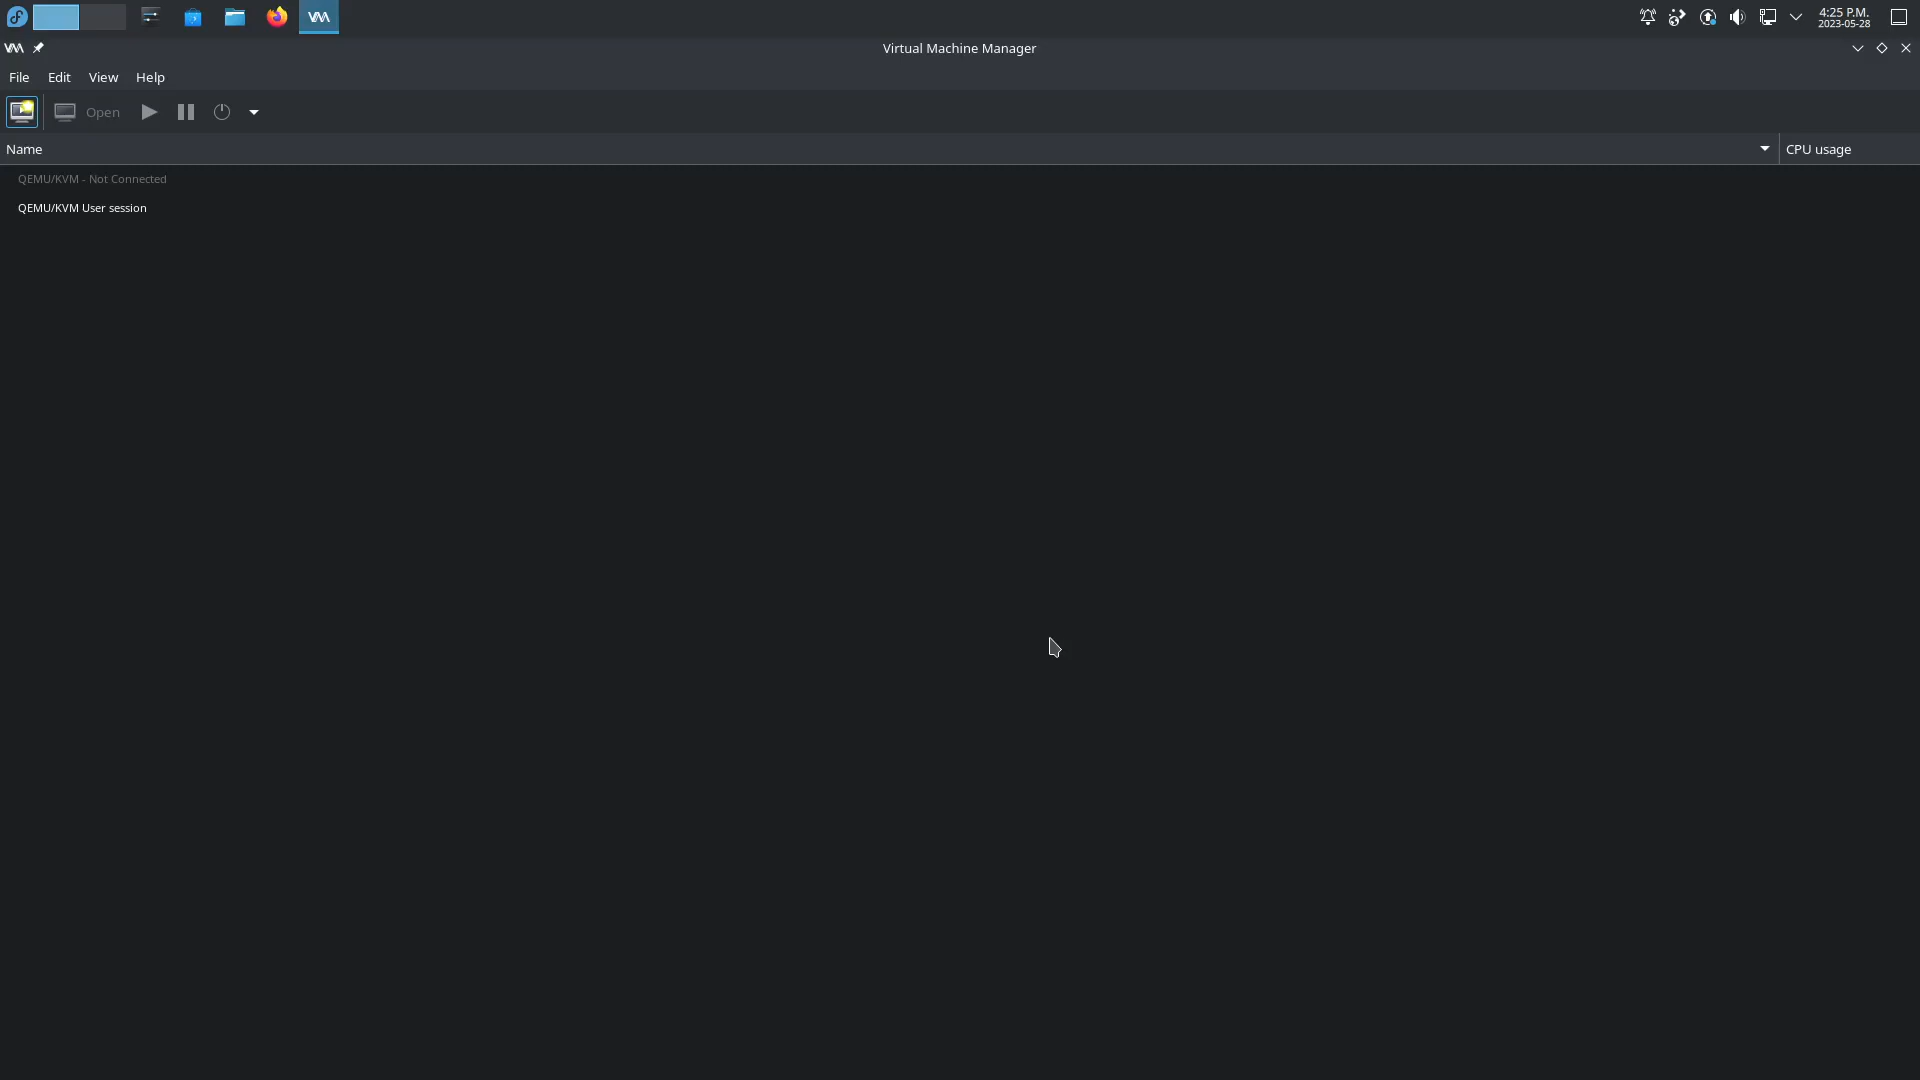 4:25 P.M.
2023-05-28
Virtual Machine Manager
File Edit View Help
Open
Name CPU usage
QEMU/KVM - Not Connected
QEMU/KVM User session